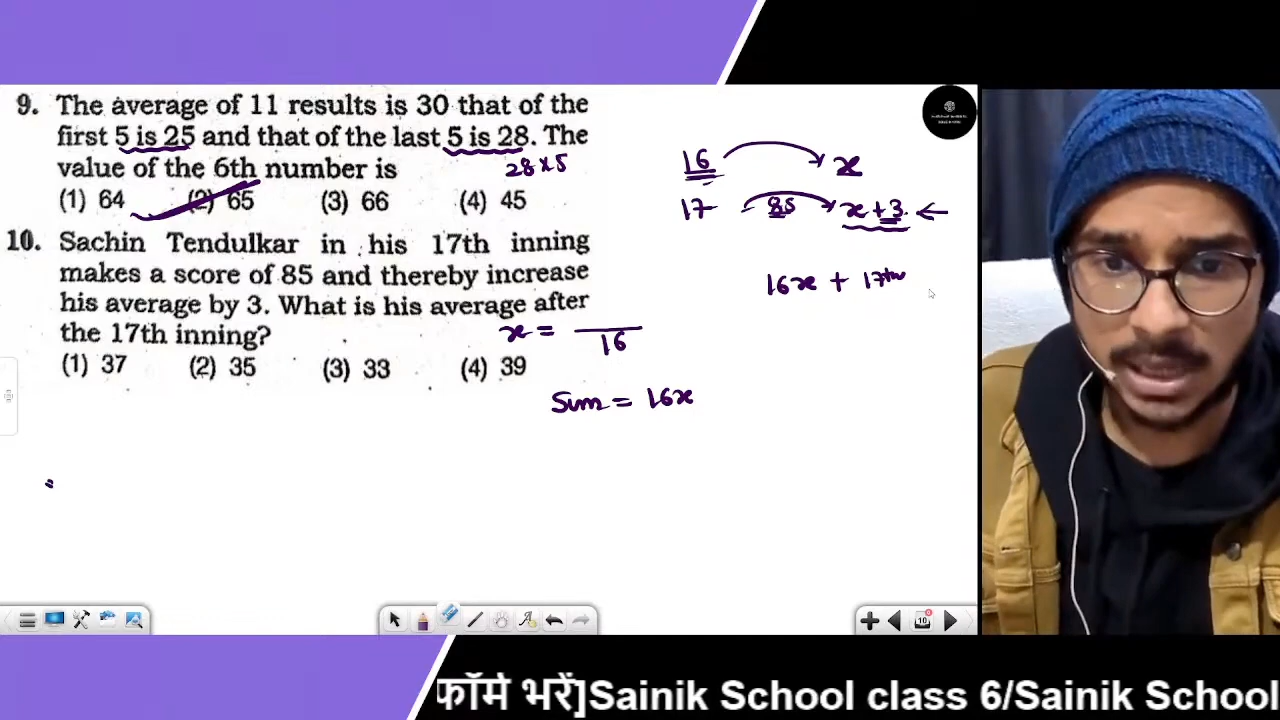 9. The average of 11 results is 30 that of the
first 5 is 25 and that of the last 5 is 28. The
value of the 6th number is
28 x 5
(1) 64 (2) 65 (3) 66 (4) 45
10. Sachin Tendulkar in his 17th inning
makes a score of 85 and thereby increase
his average by 3. What is his average after
the 17th inning?
(1) 37 (2) 35 (3) 33 (4) 39
x = 
16
Sum = 16x
16 x
17 85 x + 3
16x + 17th
10
फॉर्म भरें]Sainik School class 6/Sainik School